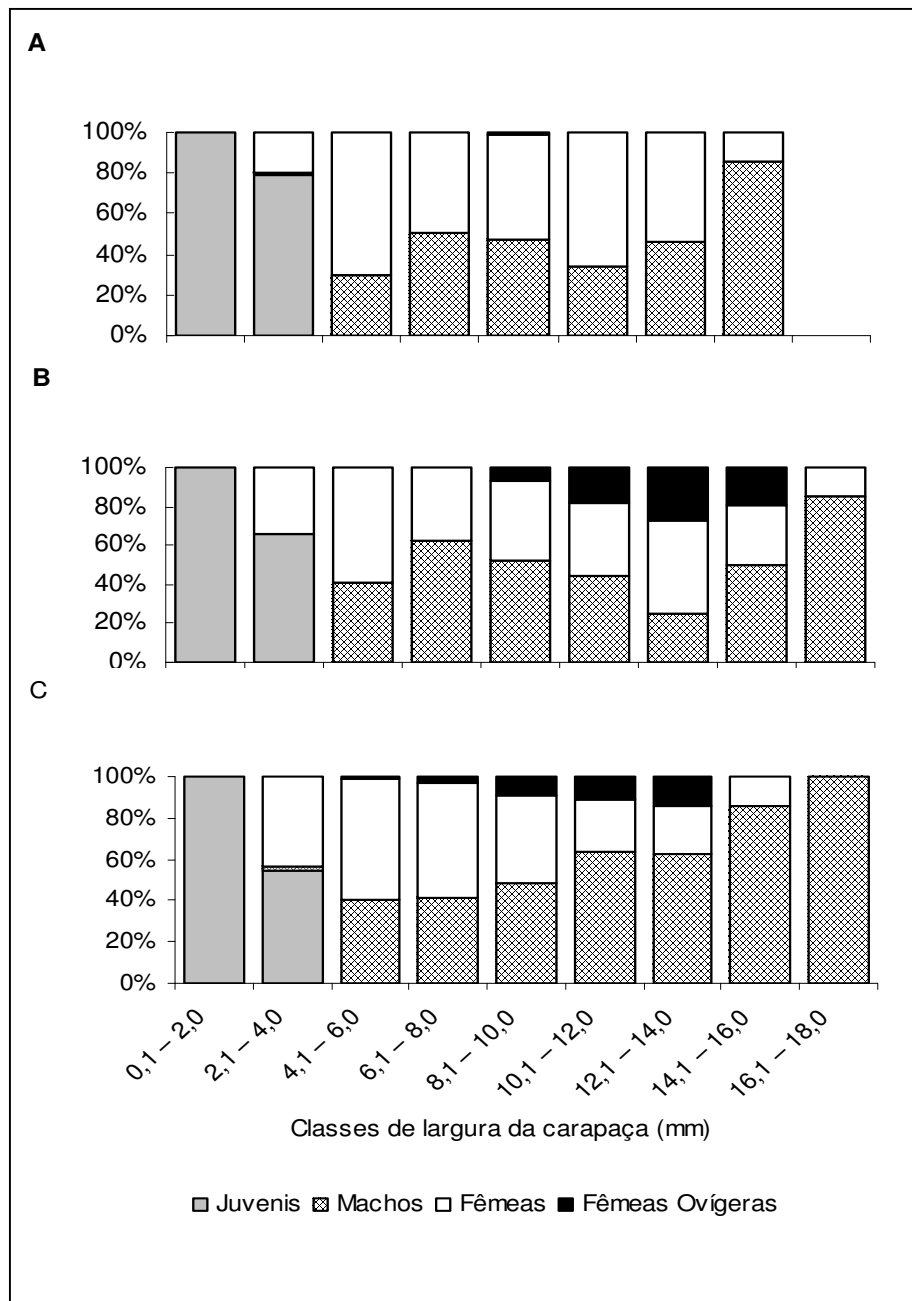 A
100%
80%
60%
40%
20%
0%
B
100%
80%
60%
40%
20%
0%
C
100%
80%
60%
40%
20%
0%
0,1 – 2,0
2,1 – 4,0
4,1 – 6,0
6,1 – 8,0
8,1 – 10,0
10,1 – 12,0
12,1 – 14,0
14,1 – 16,0
16,1 – 18,0
Classes de largura da carapaça (mm)
Juvenis Machos Fêmeas Fêmeas Ovígeras